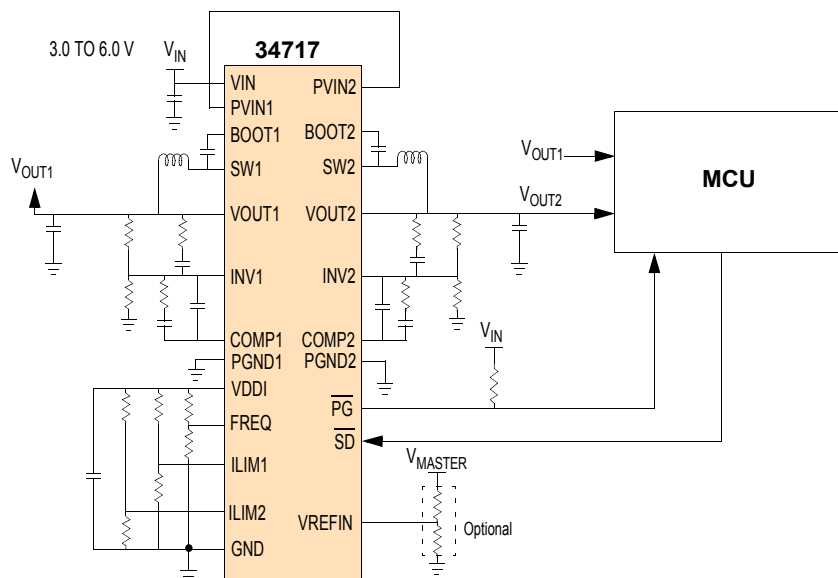 3.0 TO 6.0 V
VIN
34717
VIN
PVIN1
PVIN2
BOOT1
BOOT2
SW1
SW2
VOUT1
VOUT1
VOUT2
VOUT1
VOUT2
MCU
INV1
INV2
COMP1
COMP2
PGND1
PGND2
VIN
VDDI
PG
FREQ
SD
ILIM1
VMASTER
ILIM2
VREFIN
Optional
GND